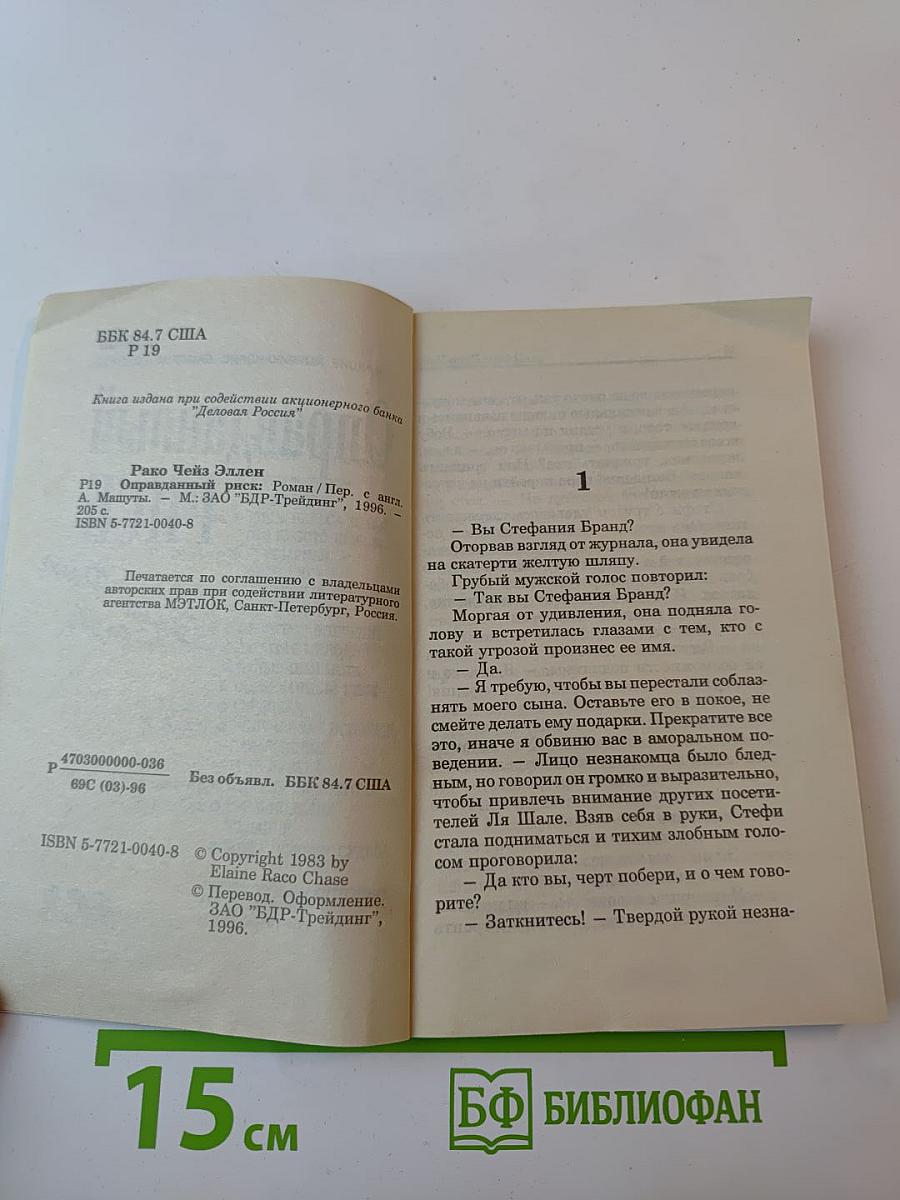 ББК 84.7 США
Р 19
Книга издана при содействии акционерного банка
"Деловая Россия"
Рако Чейз Эллен
Р19 Оправданный риск: Роман / Пер. с англ.
А. Машуты. — М.: ЗАО "БДР-Трейдинг", 1996. —
205 с.
ISBN 5-7721-0040-8
Печатается по соглашению с владельцами
авторских прав при содействии литературного
агентства МЭТЛОК, Санкт-Петербург, Россия.
Р 4703000000-036
69С (03)-96
Без объявл. ББК 84.7 США
ISBN 5-7721-0040-8
© Copyright 1983 by
Elaine Raco Chase
© Перевод. Оформление.
ЗАО "БДР-Трейдинг",
1996.
1
— Вы Стефания Бранд?
Оторвав взгляд от журнала, она увидела
на скатерти желтую шляпу.
Грубый мужской голос повторил:
— Так вы Стефания Бранд?
Моргая от удивления, она подняла го-
лову и встретилась глазами с тем, кто с
такой угрозой произнес ее имя.
— Да.
— Я требую, чтобы вы перестали соблаз-
нять моего сына. Оставьте его в покое, не
смейте делать ему подарки. Прекратите все
это, иначе я обвиню вас в аморальном по-
ведении. — Лицо незнакомца было блед-
ным, но говорил он громко и выразительно,
чтобы привлечь внимание других посети-
телей Ля Шале. Взяв себя в руки, Стефи
стала подниматься и тихим злобным голо-
сом проговорила:
— Да кто вы, черт побери, и о чем гово-
рите?
— Заткнитесь! — Твердой рукой незна-
15 см
БФ БИБЛИОФАН